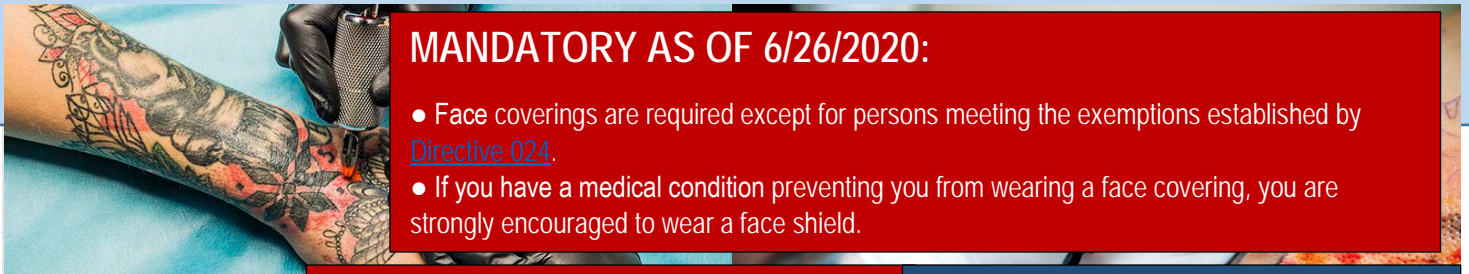 MANDATORY AS OF 6/26/2020:
● Face coverings are required except for persons meeting the exemptions established by
Directive 024.
● If you have a medical condition preventing you from wearing a face covering, you are
strongly encouraged to wear a face shield.